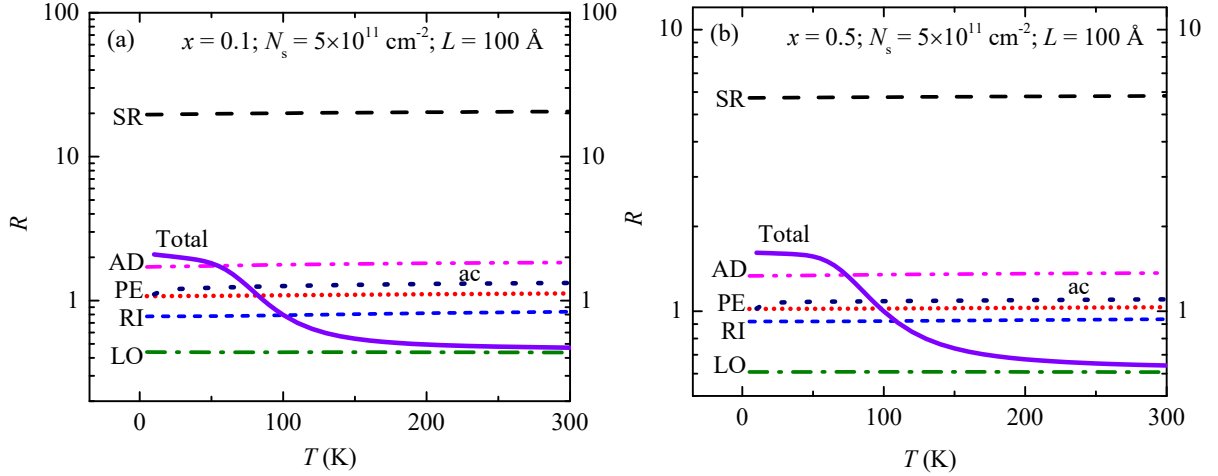 (a)
x = 0.1; Nₛ = 5×10¹¹ cm⁻²; L = 100 Å
100
10
1
100
10
1
R
SR
Total
AD
PE
ac
RI
LO
0
100
200
300
T (K)
(b)
x = 0.5; Nₛ = 5×10¹¹ cm⁻²; L = 100 Å
10
1
10
1
R
SR
Total
AD
PE
ac
RI
LO
0
100
200
300
T (K)